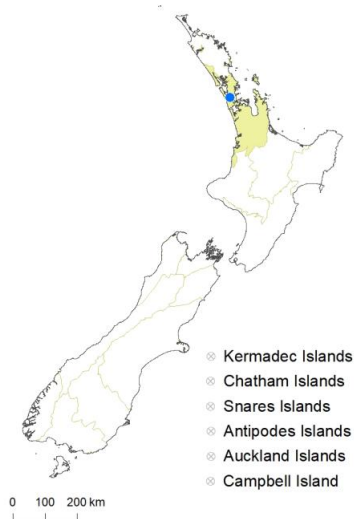 Kermadec Islands
Chatham Islands
Snares Islands
Antipodes Islands
Auckland Islands
Campbell Island
0 100 200 km